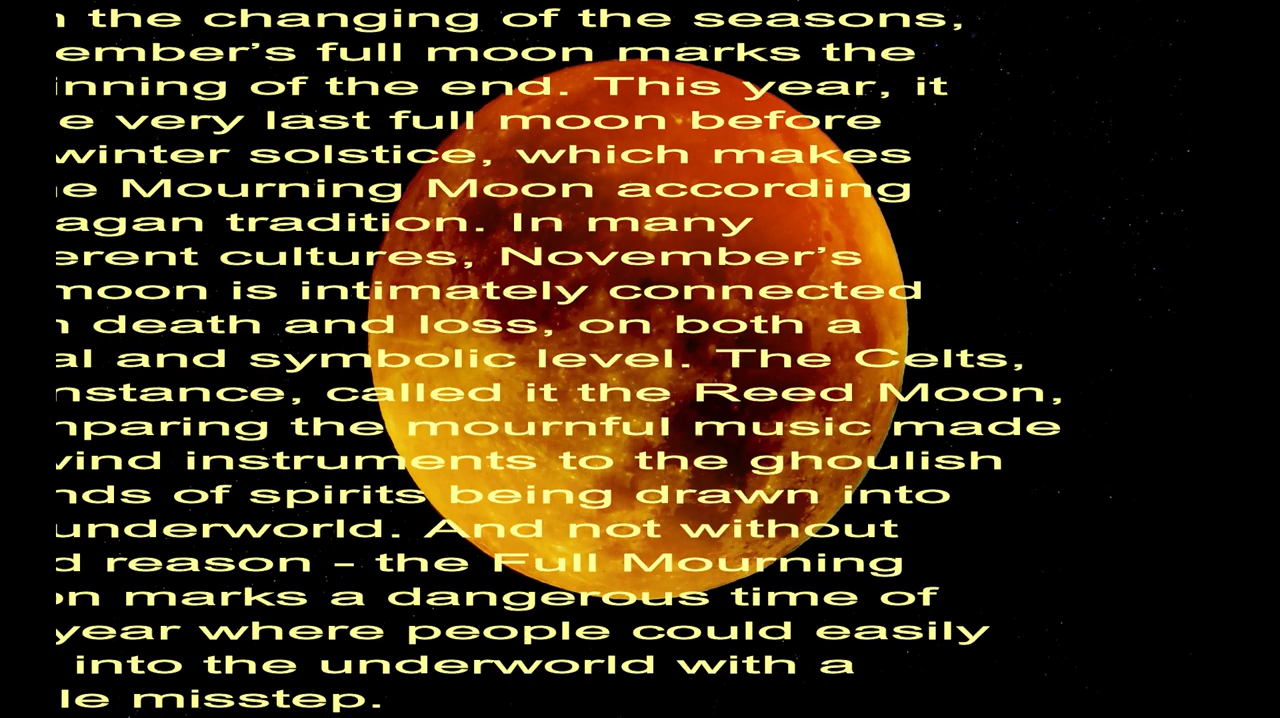 the changing of the seasons,
ember’s full moon marks the
inning of the end. This year, it
e very last full moon before
winter solstice, which makes
e Mourning Moon according
agan tradition. In many
erent cultures, November’s
moon is intimately connected
death and loss, on both a
al and symbolic level. The Celts,
nstance, called it the Reed Moon,
mparing the mournful music made
wind instruments to the ghoulish
nds of spirits being drawn into
underworld. And not without
d reason – the Full Mourning
on marks a dangerous time of
year where people could easily
into the underworld with a
le misstep.